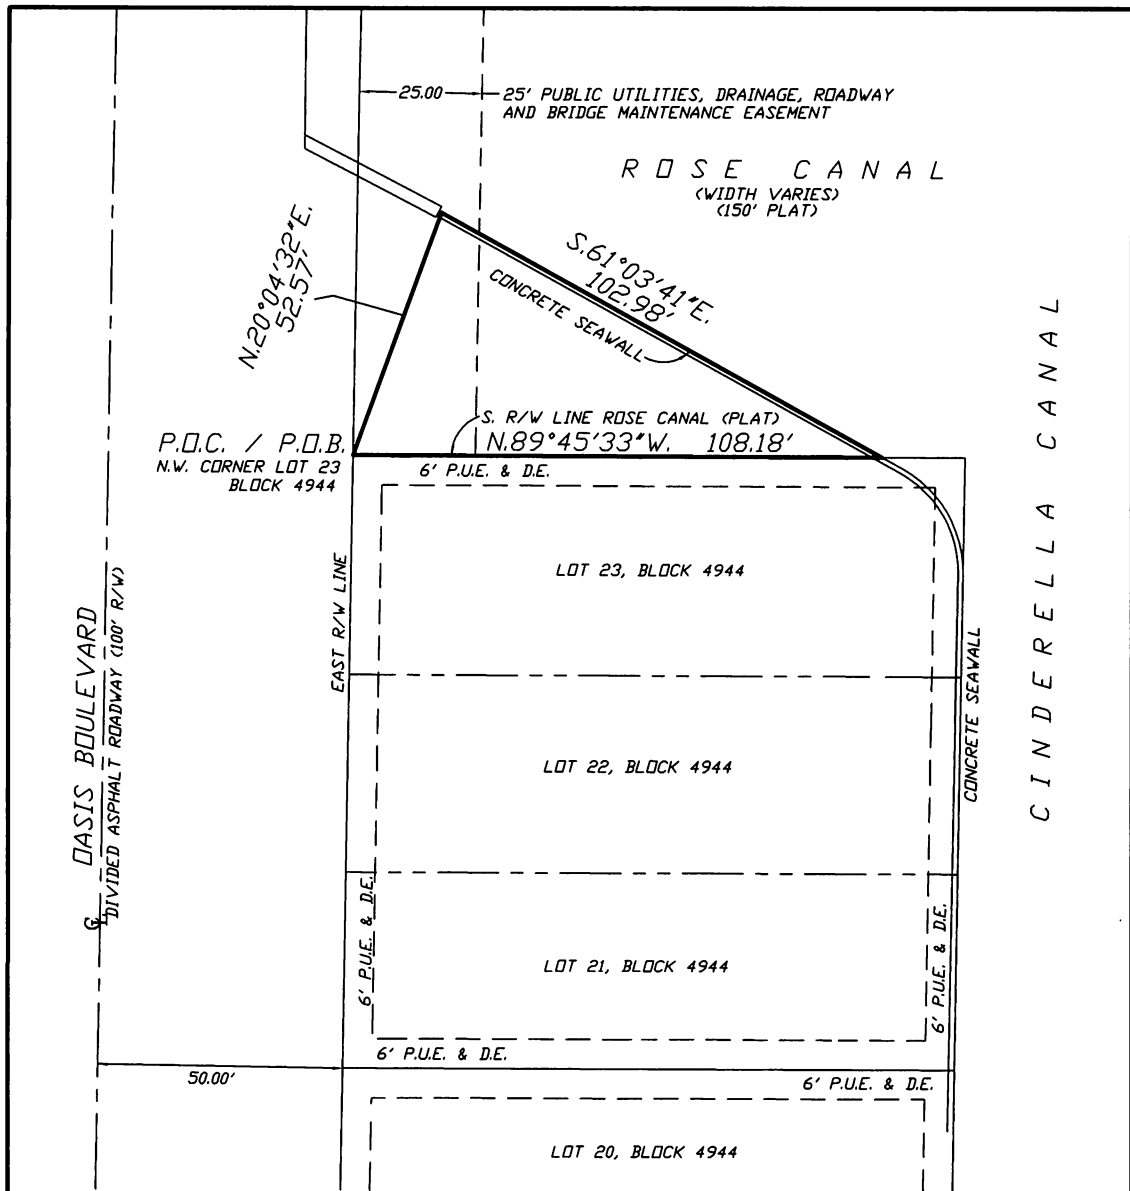 25.00
25' PUBLIC UTILITIES, DRAINAGE, ROADWAY
AND BRIDGE MAINTENANCE EASEMENT
ROSE CANAL
(WIDTH VARIES)
(150' PLAT)
N.20°04'32"E.
52.57'
S.61°03'41"E.
102.98'
CONCRETE SEAWALL
S. R/W LINE ROSE CANAL (PLAT)
N.89°45'33"W. 108.18'
P.O.C. / P.O.B.
N.W. CORNER LOT 23
BLOCK 4944
6' P.U.E. & D.E.
CINDERELLA CANAL
LOT 23, BLOCK 4944
EAST R/W LINE
OASIS BOULEVARD
DIVIDED ASPHALT ROADWAY (100' R/W)
CONCRETE SEAWALL
LOT 22, BLOCK 4944
6' P.U.E. & D.E.
LOT 21, BLOCK 4944
6' P.U.E. & D.E.
6' P.U.E. & D.E.
50.00'
6' P.U.E. & D.E.
LOT 20, BLOCK 4944